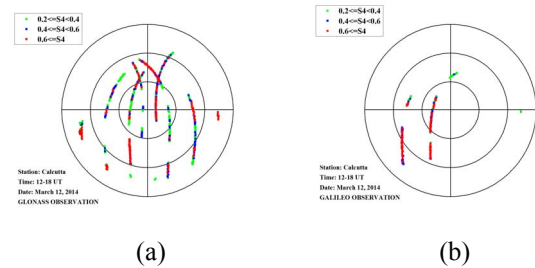 0.2<=S4<0.4
0.4<=S4<0.6
0.6<=S4
Station: Calcutta
Time: 12-18 UT
Date: March 12, 2014
GLONASS OBSERVATION
(a)
0.2<=S4<0.4
0.4<=S4<0.6
0.6<=S4
Station: Calcutta
Time: 12-18 UT
Date: March 12, 2014
GALILEO OBSERVATION
(b)